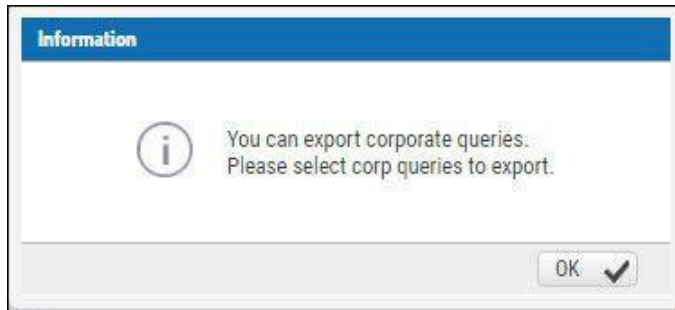 Information
You can export corporate queries.
Please select corp queries to export.
OK